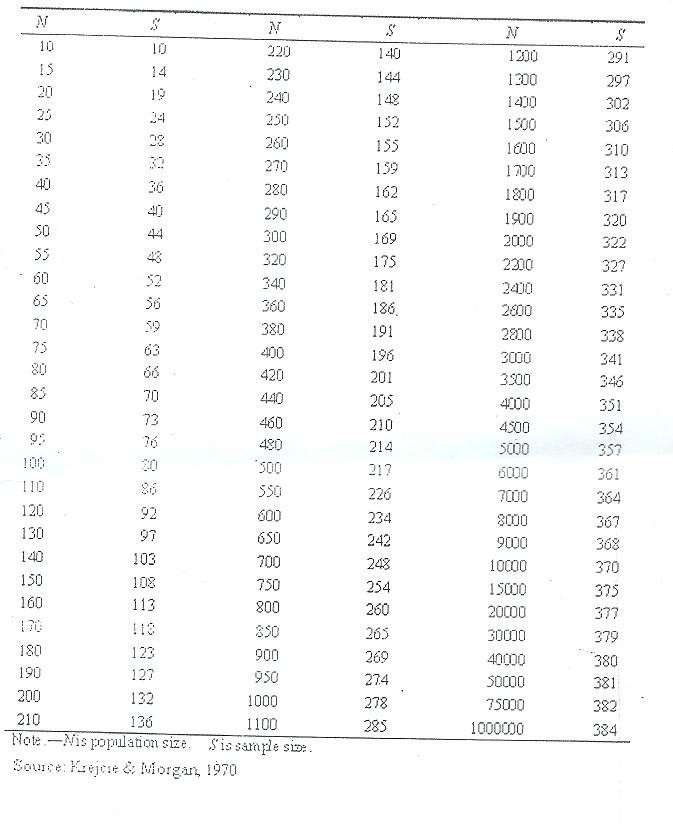 N S N S N S
10 10 220 140 1200 291
15 14 230 144 1300 297
20 19 240 148 1400 302
25 24 250 152 1500 306
30 28 260 155 1600 310
35 32 270 159 1700 313
40 36 280 162 1800 317
45 40 290 165 1900 320
50 44 300 169 2000 322
55 48 320 175 2200 327
60 52 340 181 2400 331
65 56 360 186 2600 335
70 59 380 191 2800 338
75 63 400 196 3000 341
80 66 420 201 3500 346
85 70 440 205 4000 351
90 73 460 210 4500 354
95 76 480 214 5000 357
100 80 500 217 6000 361
110 86 550 226 7000 364
120 92 600 234 8000 367
130 97 650 242 9000 368
140 103 700 248 10000 370
150 108 750 254 15000 375
160 113 800 260 20000 377
170 118 850 265 30000 379
180 123 900 269 40000 380
190 127 950 274 50000 381
200 132 1000 278 75000 382
210 136 1100 285 1000000 384
Note.—N is population size. S is sample size.
Source: Krejcie & Morgan, 1970